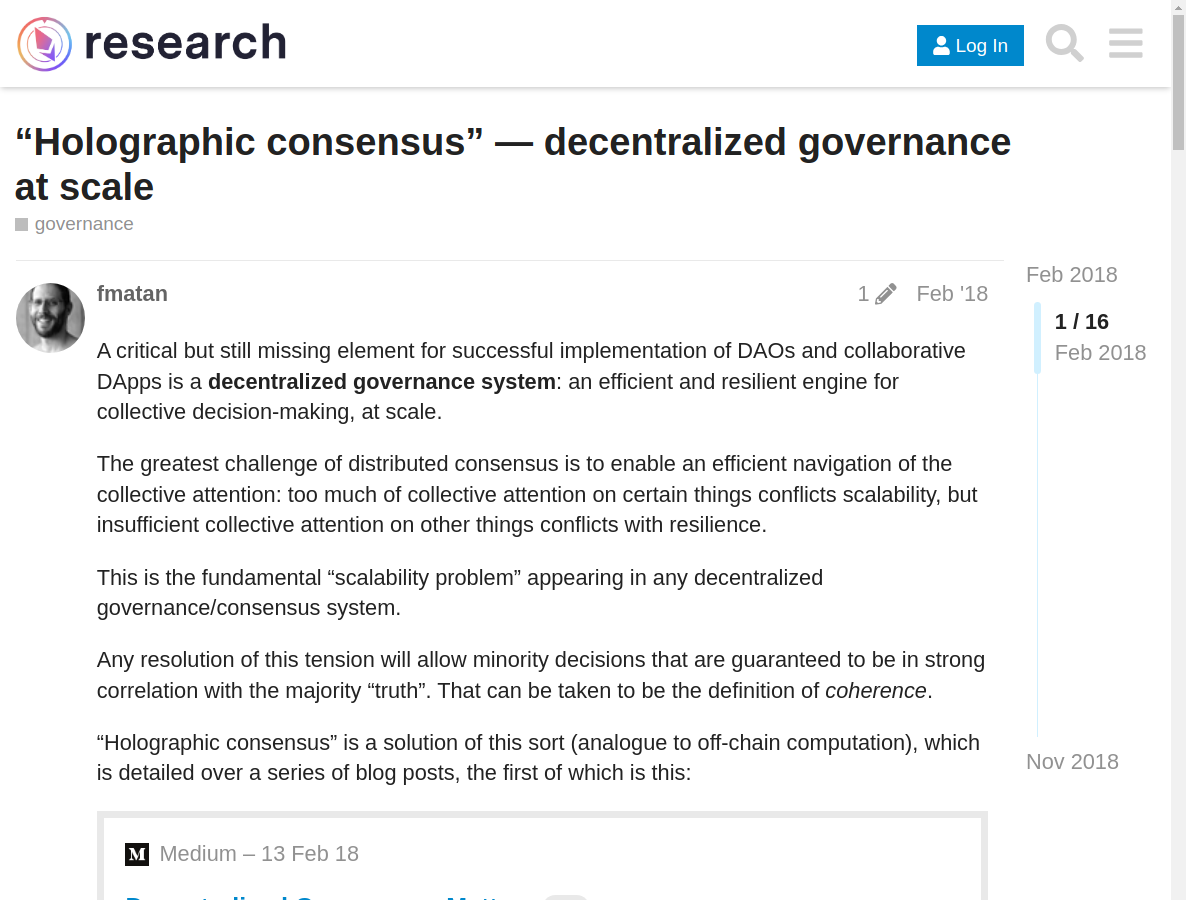 research
Log In
“Holographic consensus” — decentralized governance
at scale
governance
Feb 2018
fmatan
1
Feb '18
1 / 16
Feb 2018
A critical but still missing element for successful implementation of DAOs and collaborative
DApps is a decentralized governance system: an efficient and resilient engine for
collective decision-making, at scale.
The greatest challenge of distributed consensus is to enable an efficient navigation of the
collective attention: too much of collective attention on certain things conflicts scalability, but
insufficient collective attention on other things conflicts with resilience.
This is the fundamental “scalability problem” appearing in any decentralized
governance/consensus system.
Any resolution of this tension will allow minority decisions that are guaranteed to be in strong
correlation with the majority “truth”. That can be taken to be the definition of coherence.
“Holographic consensus” is a solution of this sort (analogue to off-chain computation), which
is detailed over a series of blog posts, the first of which is this:
Nov 2018
M
Medium – 13 Feb 18